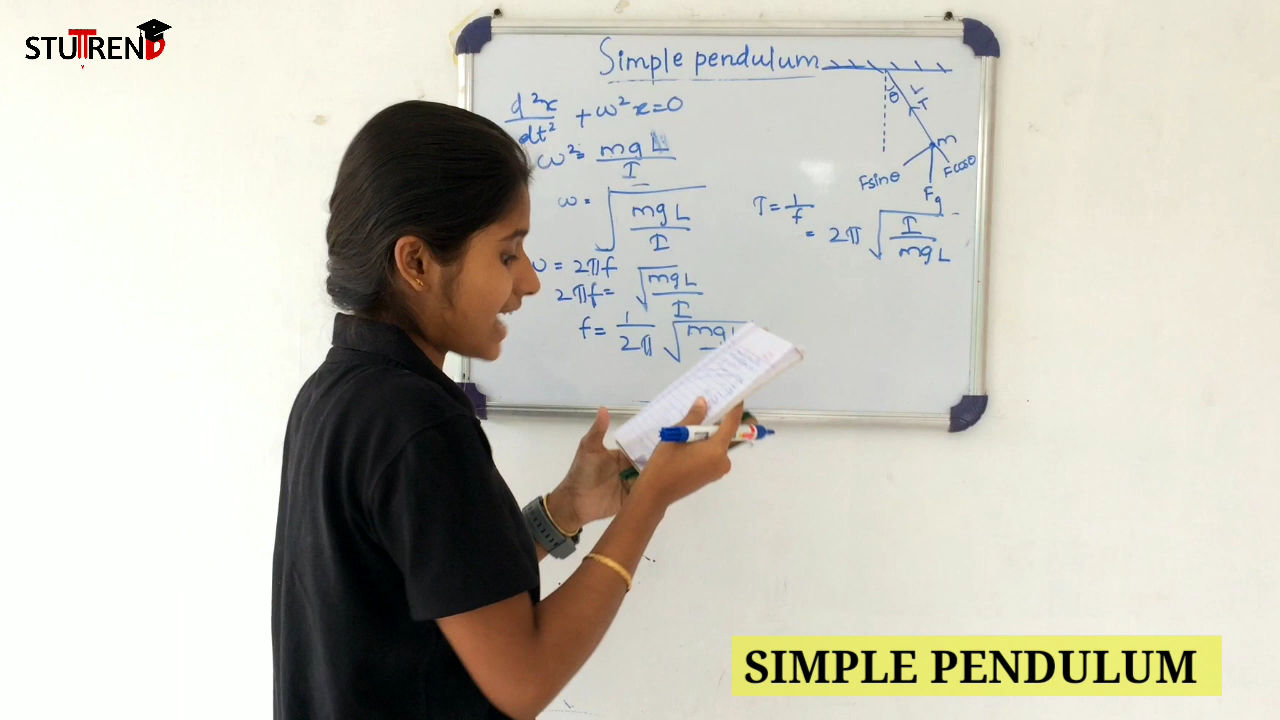 STUTREND
Simple pendulum
d²x/dt² + ω²x=0
ω²= mgL/I
ω = √(mgL/I)
ω = 2πf
2πf= √(mgL/I)
f= 1/2π √(mgL
θ
L
T
m
Fsinθ
Fcosθ
Fg
T= 1/f
= 2π √(I/mgL)
SIMPLE PENDULUM